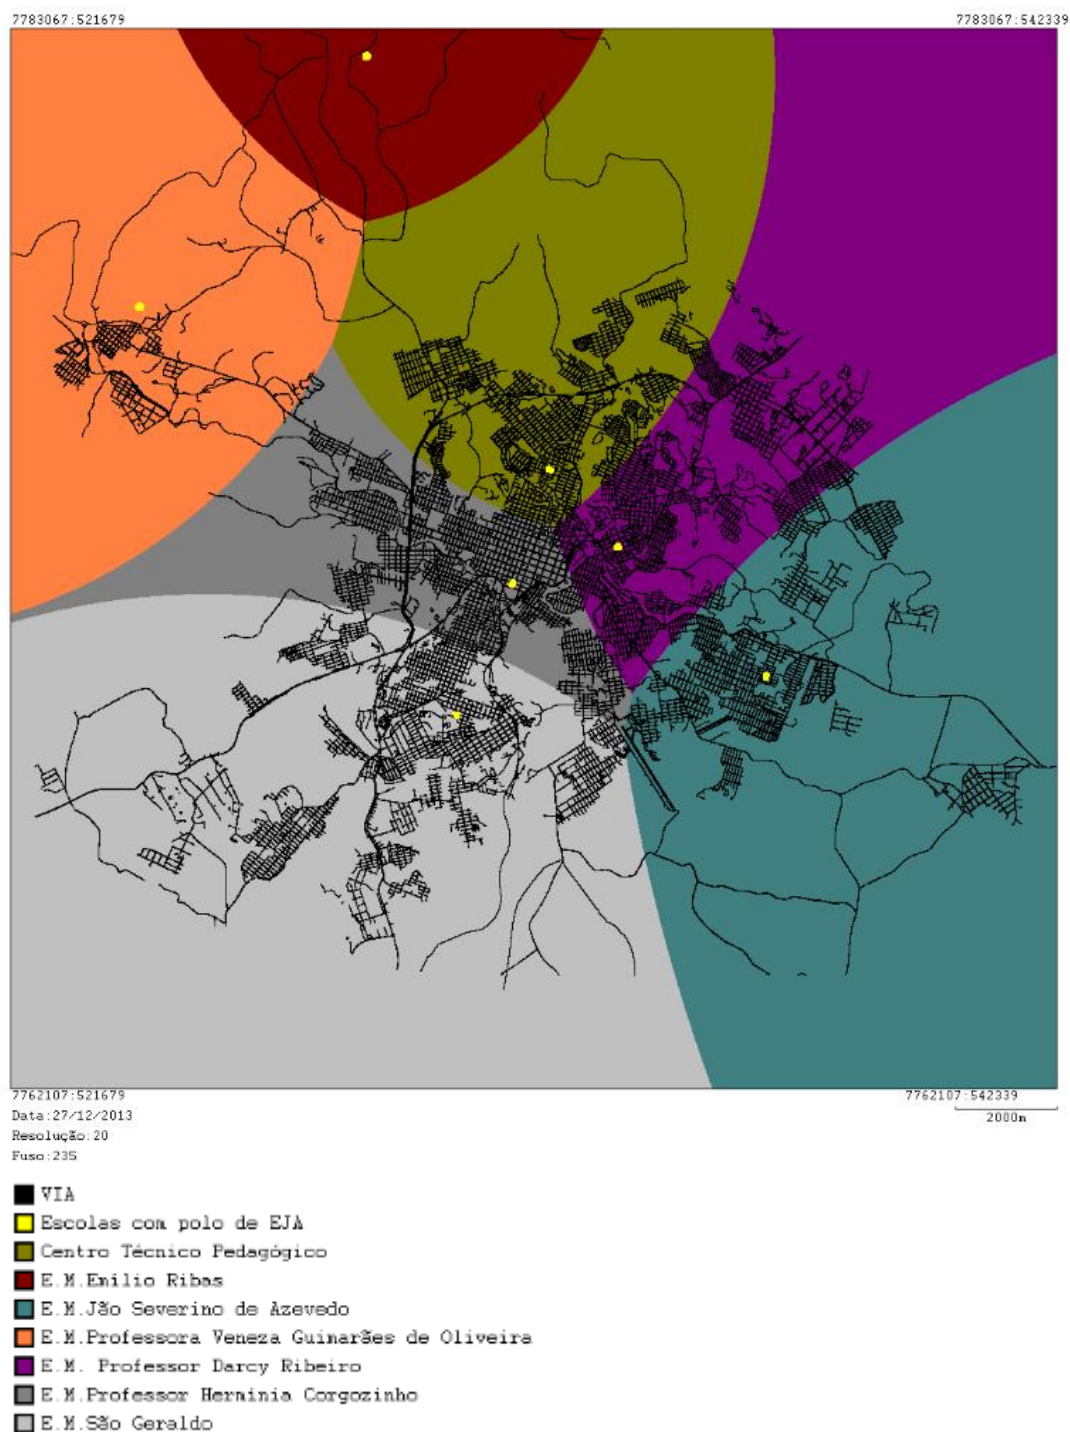 7783067:521679 7783067:542339
7762107:521679 7762107:542339
Data:27/12/2013
2000m
Resolução:20
Fuso:23S
VIA
Escolas com polo de EJA
Centro Técnico Pedagógico
E.M.Emilio Ribas
E.M.Jão Severino de Azevedo
E.M.Professora Veneza Guimarães de Oliveira
E.M. Professor Darcy Ribeiro
E.M.Professor Herminia Corgozinho
E.M.São Geraldo